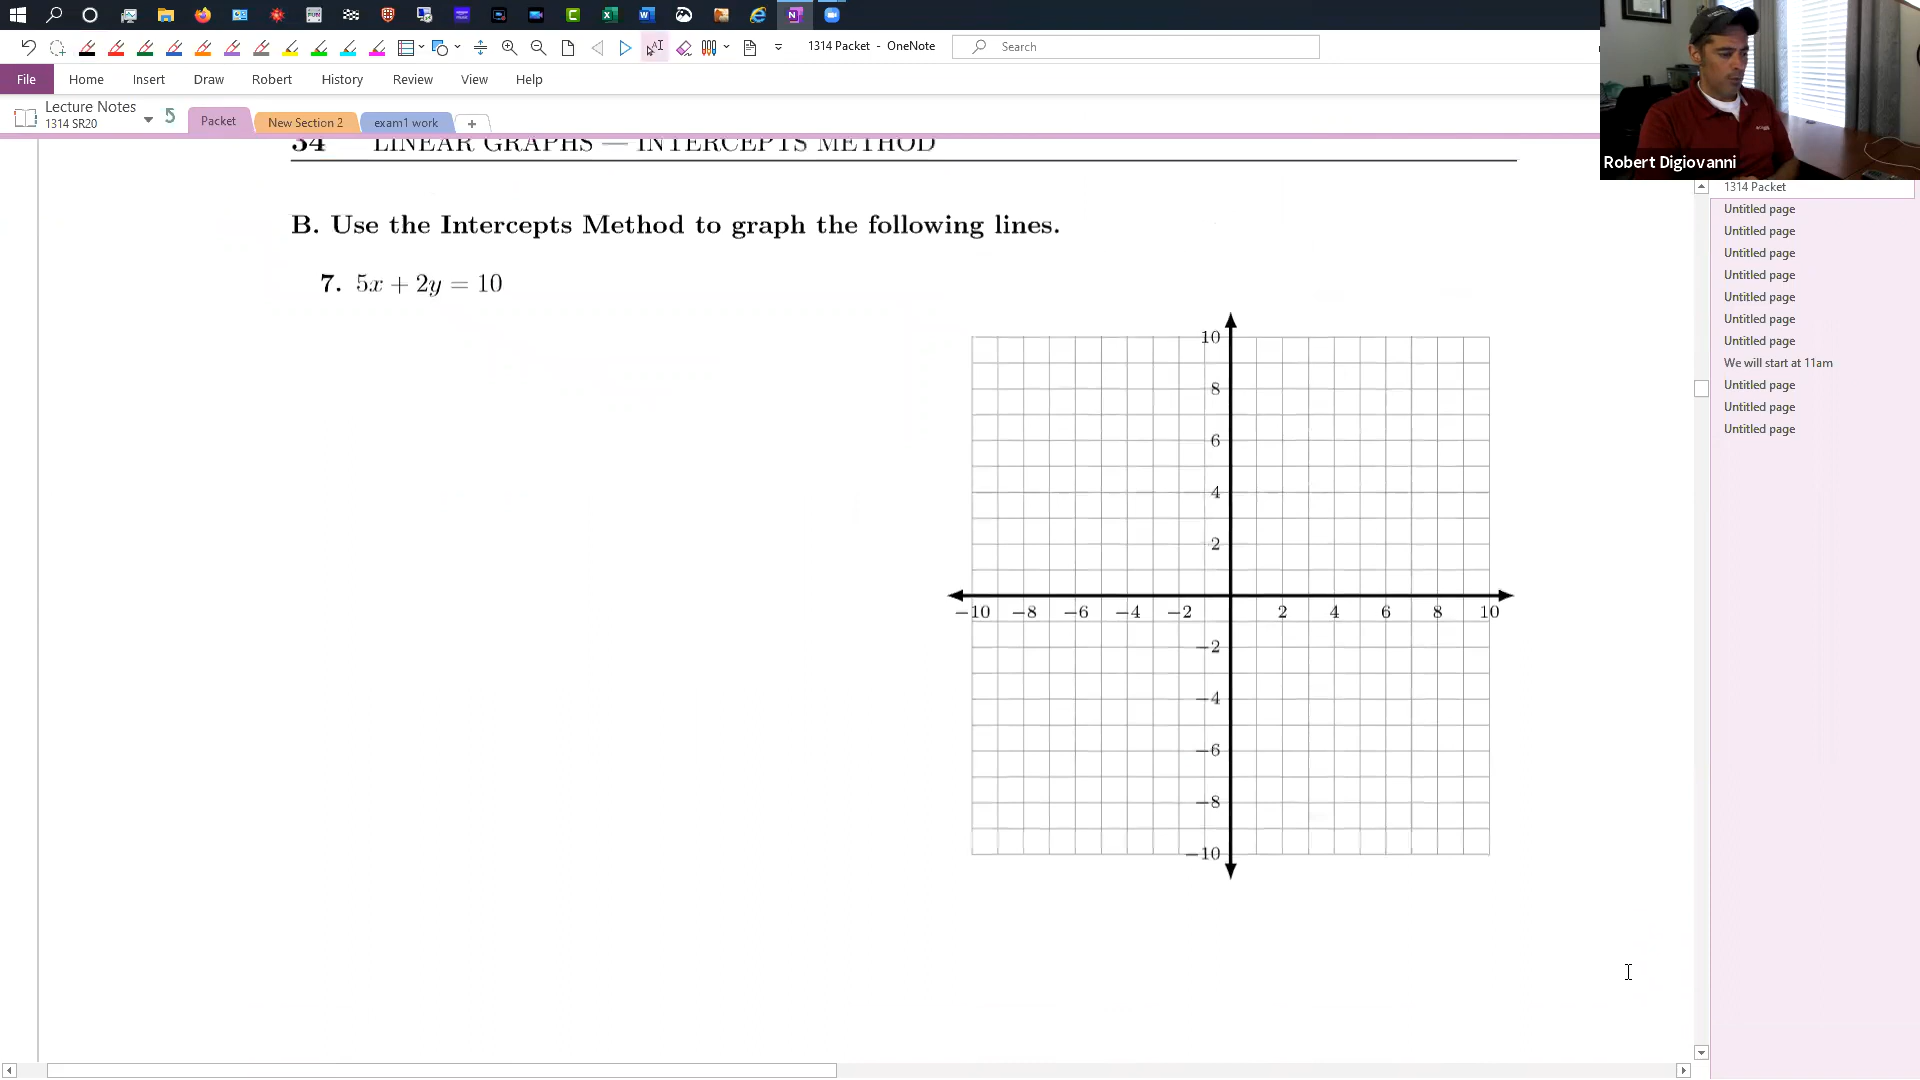 1314 Packet - OneNote
Search
File
Home
Insert
Draw
Robert
History
Review
View
Help
Lecture Notes
1314 SR20
Packet
New Section 2
exam1 work
34 LINEAR GRAPHS — INTERCEPTS METHOD
Robert Digiovanni
B. Use the Intercepts Method to graph the following lines.
7. 5x + 2y = 10
10
8
6
4
2
−10 −8 −6 −4 −2 2 4 6 8 10
−2
−4
−6
−8
−10
1314 Packet
Untitled page
Untitled page
Untitled page
Untitled page
Untitled page
Untitled page
Untitled page
We will start at 11am
Untitled page
Untitled page
Untitled page